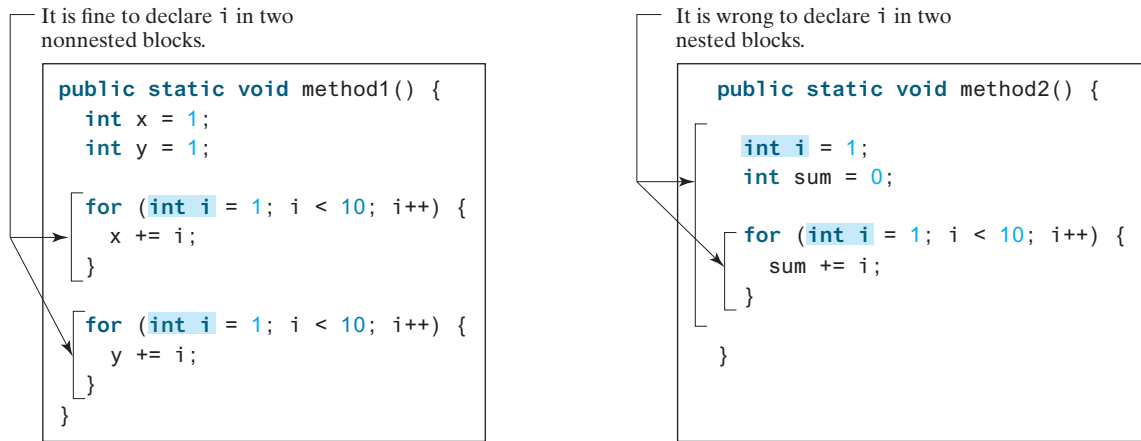 It is fine to declare i in two
nonnested blocks.
public static void method1() {
int x = 1;
int y = 1;
for (int i = 1; i < 10; i++) {
x += i;
}
for (int i = 1; i < 10; i++) {
y += i;
}
}
It is wrong to declare i in two
nested blocks.
public static void method2() {
int i = 1;
int sum = 0;
for (int i = 1; i < 10; i++) {
sum += i;
}
}